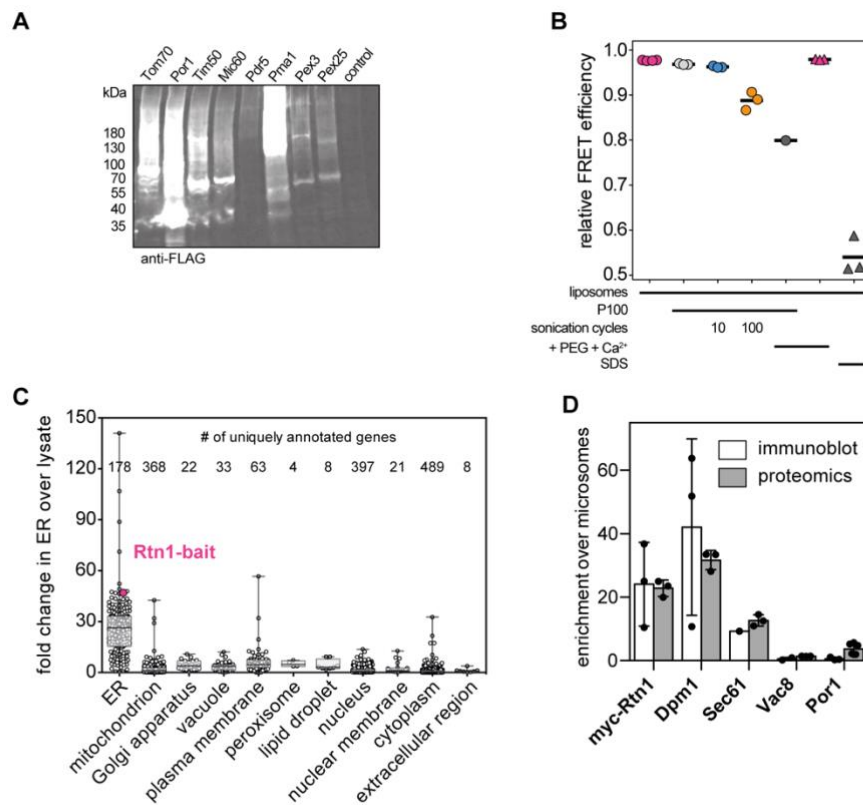 A
Tom70 Por1 Tim50 Mic60 Pdr5 Pma1 Pex3 Pex25 control
kDa
180
130
100
70
55
40
35
anti-FLAG
B
relative FRET efficiency
1.0
0.9
0.8
0.7
0.6
0.5
liposomes
P100
sonication cycles 10 100
+ PEG + Ca²⁺
SDS
C
fold change in ER over lysate
150
120
90
60
30
0
# of uniquely annotated genes
178 368 22 33 63 4 8 397 21 489 8
Rtn1-bait
ER
mitochondrion
Golgi apparatus
vacuole
plasma membrane
peroxisome
lipid droplet
nucleus
nuclear membrane
cytoplasm
extracellular region
D
enrichment over microsomes
60
40
20
0
immunoblot
proteomics
myc-Rtn1
Dpm1
Sec61
Vac8
Por1